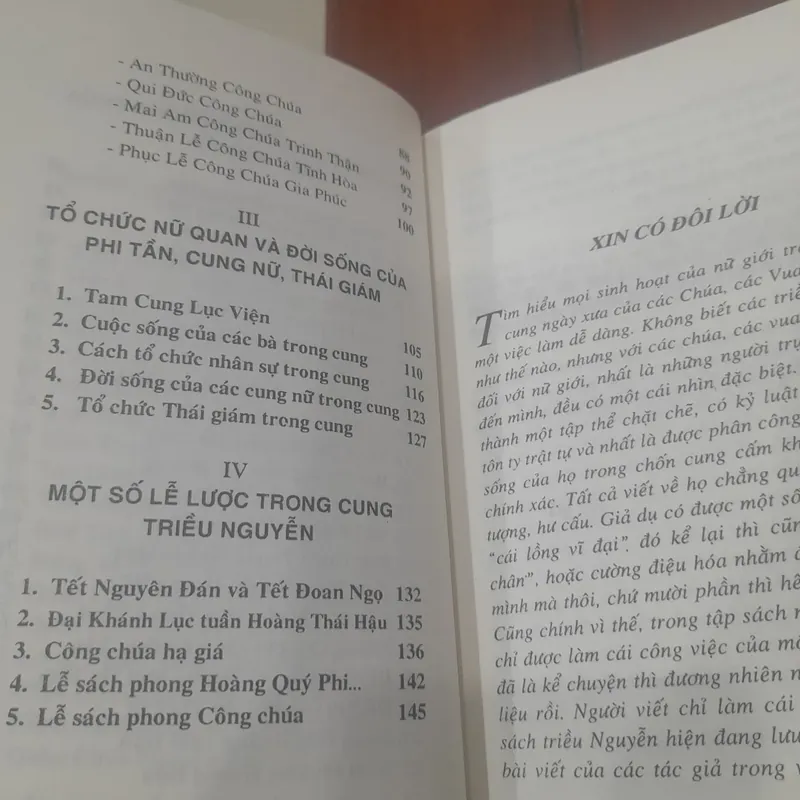 - An Thường Công Chúa
- Qui Đức Công Chúa
- Mai Am Công Chúa Trinh Thận 88
- Thuận Lễ Công Chúa Tĩnh Hòa 90
- Phục Lễ Công Chúa Gia Phúc 92
97
100
III
TỔ CHỨC NỮ QUAN VÀ ĐỜI SỐNG CỦA
PHI TẦN, CUNG NỮ, THÁI GIÁM
1. Tam Cung Lục Viện 105
2. Cuộc sống của các bà trong cung 110
3. Cách tổ chức nhân sự trong cung 116
4. Đời sống của các cung nữ trong cung 123
5. Tổ chức Thái giám trong cung 127
IV
MỘT SỐ LỄ LƯỢC TRONG CUNG
TRIỀU NGUYỄN
1. Tết Nguyên Đán và Tết Đoan Ngọ 132
2. Đại Khánh Lục tuần Hoàng Thái Hậu 135
3. Công chúa hạ giá 136
4. Lễ sách phong Hoàng Quý Phi... 142
5. Lễ sách phong Công chúa 145
XIN CÓ ĐÔI LỜI
Tìm hiểu mọi sinh hoạt của nữ giới
cung ngày xưa của các Chúa, các Vua
một việc làm dễ dàng. Không biết các
như thế nào, nhưng với các chúa, các vua
đối với nữ giới, nhất là những người
đến mình, đều có một cái nhìn đặc biệt.
thành một tập thể chặt chẽ, có kỷ luật
tôn ty trật tự và nhất là được phân công
sống của họ trong chốn cung cấm
chính xác. Tất cả viết về họ chẳng
tượng, hư cấu. Giả dụ có được một số
"cái lồng vĩ đại", đó kể lại thì
chân", hoặc cường điệu hóa nhằm
mình mà thôi, chứ mười phần thì
Cũng chính vì thế, trong tập sách
chỉ được làm cái công việc của
đã là kể chuyện thì đương nhiên
liệu rồi. Người viết chỉ làm cái
sách triều Nguyễn hiện đang lưu
bài viết của các tác giả trong